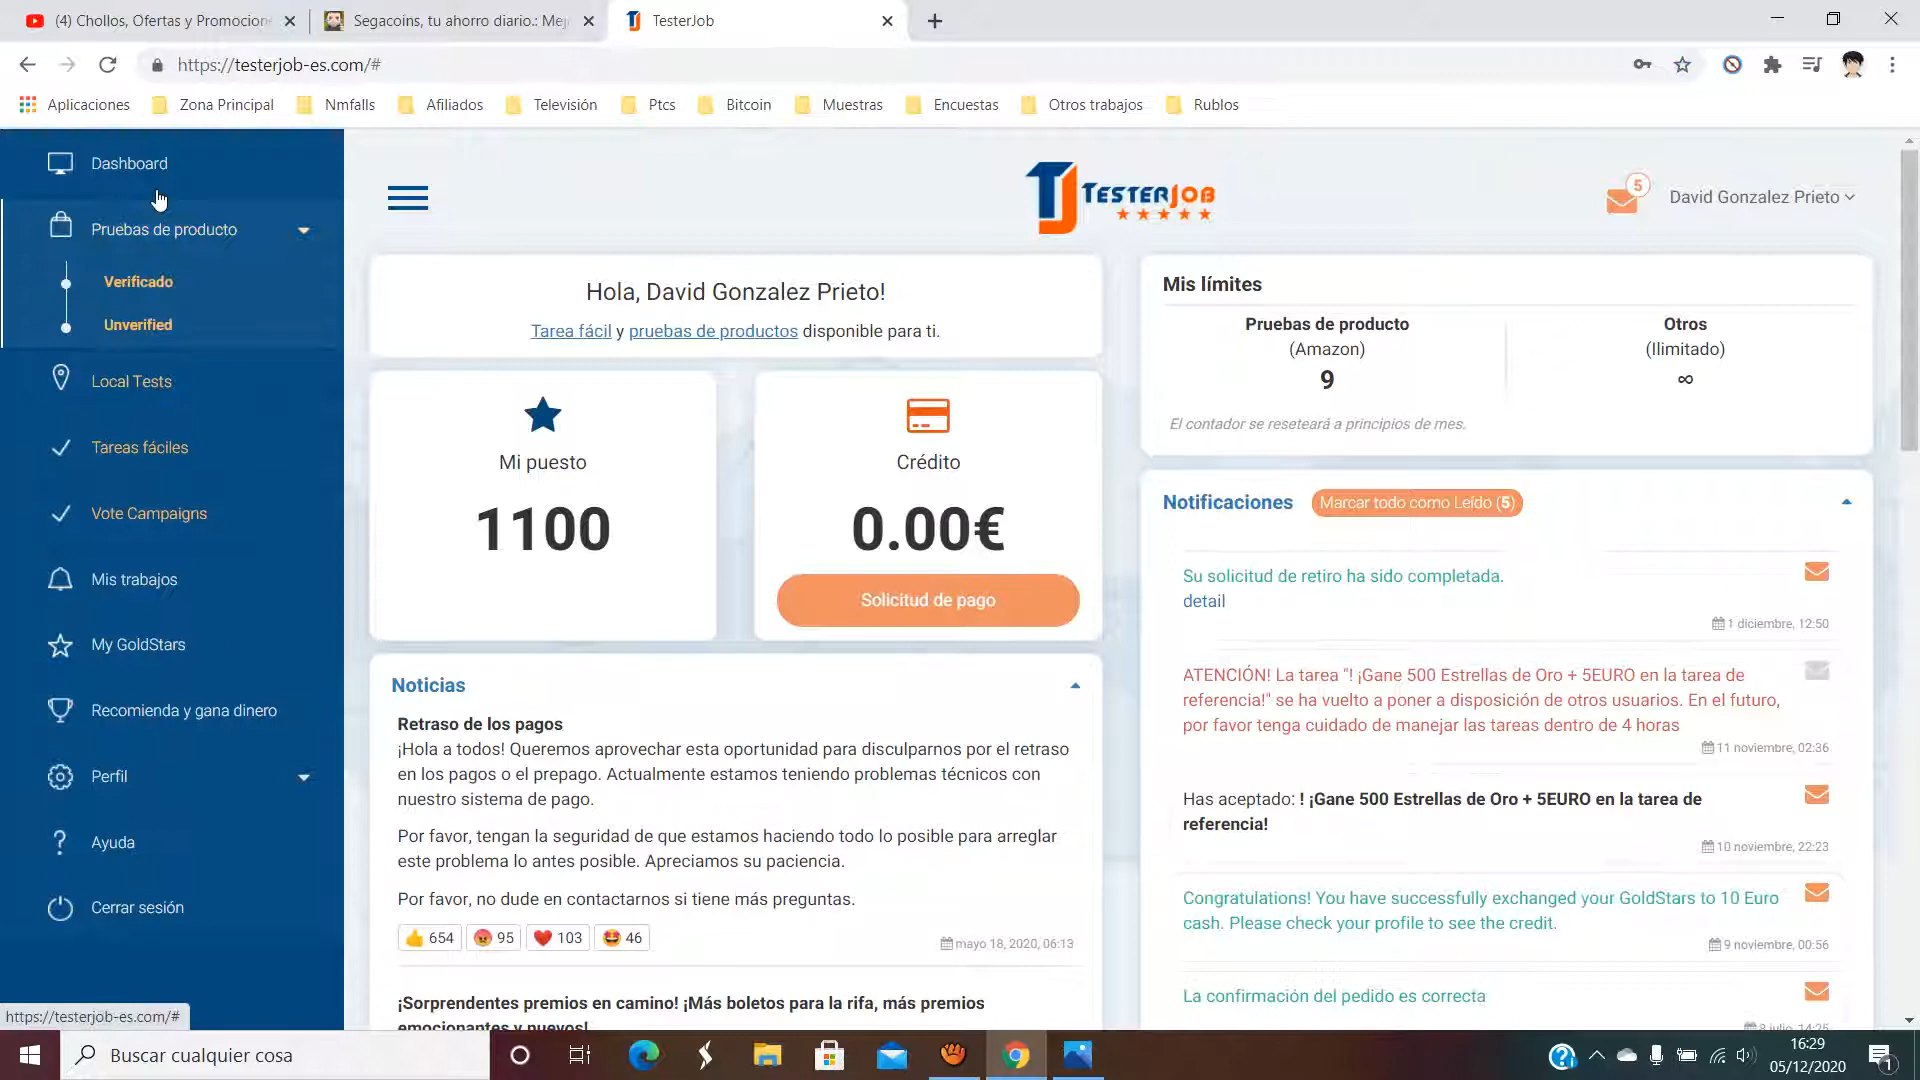 (4) Chollos, Ofertas y Promocion
Segacoins, tu ahorro diario.: Mej
TesterJob
https://testerjob-es.com/#
Aplicaciones
Zona Principal
Nmfalls
Afiliados
Televisión
Ptcs
Bitcoin
Muestras
Encuestas
Otros trabajos
Rublos
Dashboard
Pruebas de producto
Verificado
Unverified
Local Tests
Tareas fáciles
Vote Campaigns
Mis trabajos
My GoldStars
Recomienda y gana dinero
Perfil
Ayuda
Cerrar sesión
https://testerjob-es.com/#
TJ TESTERJOB
5
David Gonzalez Prieto
Hola, David Gonzalez Prieto!
Tarea fácil y pruebas de productos disponible para ti.
Mi puesto
1100
Crédito
0.00€
Solicitud de pago
Noticias
Retraso de los pagos
¡Hola a todos! Queremos aprovechar esta oportunidad para disculparnos por el retraso
en los pagos o el prepago. Actualmente estamos teniendo problemas técnicos con
nuestro sistema de pago.
Por favor, tengan la seguridad de que estamos haciendo todo lo posible para arreglar
este problema lo antes posible. Apreciamos su paciencia.
Por favor, no dude en contactarnos si tiene más preguntas.
654 95 103 46
mayo 18, 2020, 06:13
¡Sorprendentes premios en camino! ¡Más boletos para la rifa, más premios
emocionantes y nuevos!
Mis límites
Pruebas de producto
(Amazon)
9
Otros
(Ilimitado)
∞
El contador se reseteará a principios de mes.
Notificaciones
Marcar todo como Leído (5)
Su solicitud de retiro ha sido completada.
detail
1 diciembre, 12:50
ATENCIÓN! La tarea "! ¡Gane 500 Estrellas de Oro + 5EURO en la tarea de
referencia!" se ha vuelto a poner a disposición de otros usuarios. En el futuro,
por favor tenga cuidado de manejar las tareas dentro de 4 horas
11 noviembre, 02:36
Has aceptado: ! ¡Gane 500 Estrellas de Oro + 5EURO en la tarea de
referencia!
10 noviembre, 22:23
Congratulations! You have successfully exchanged your GoldStars to 10 Euro
cash. Please check your profile to see the credit.
9 noviembre, 00:56
La confirmación del pedido es correcta
8 julio, 14:25
Buscar cualquier cosa
16:29
05/12/2020
1